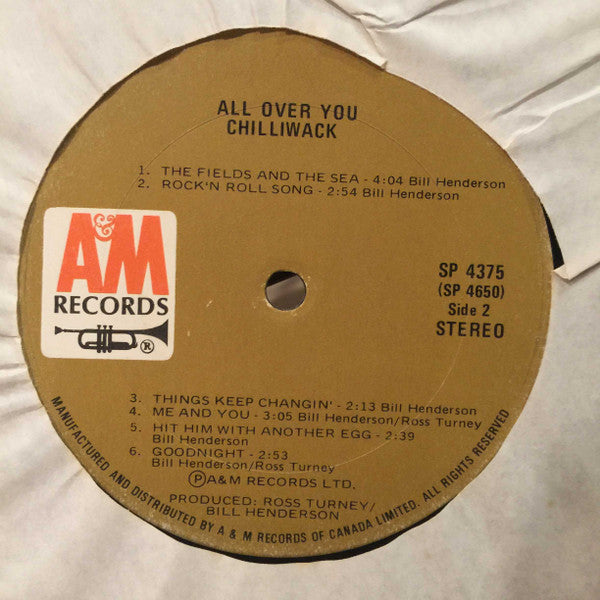 ALL OVER YOU
CHILLIWACK
1. THE FIELDS AND THE SEA - 4:04 Bill Henderson
2. ROCK'N ROLL SONG - 2:54 Bill Henderson
A&M
RECORDS
®
SP 4375
(SP 4650)
Side 2
STEREO
3. THINGS KEEP CHANGIN' - 2:13 Bill Henderson
4. ME AND YOU - 3:05 Bill Henderson/Ross Turney
5. HIT HIM WITH ANOTHER EGG - 2:39
Bill Henderson
6. GOODNIGHT - 2:53
Bill Henderson/Ross Turney
Ⓟ A&M RECORDS LTD.
PRODUCED: ROSS TURNEY/
BILL HENDERSON
MANUFACTURED AND DISTRIBUTED BY A & M RECORDS OF CANADA LIMITED. ALL RIGHTS RESERVED